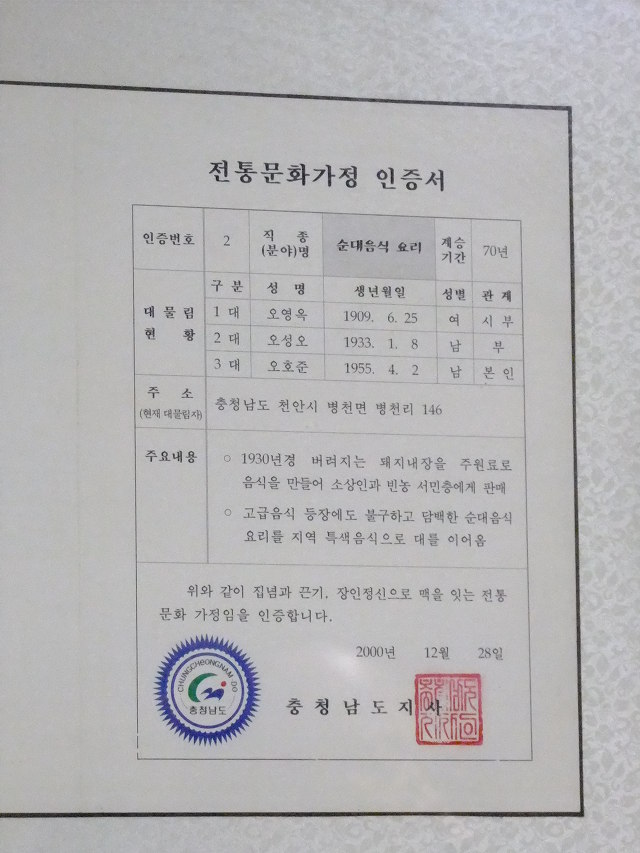 전통문화가정 인증서
인증번호 2 직 종 (분야)명 순대음식 요리 계승 기간 70년
대 물 림 현 황
구 분 성 명 생년월일 성별 관 계
1 대 오영옥 1909. 6. 25 여 시 부
2 대 오성오 1933. 1. 8 남 부
3 대 오호준 1955. 4. 2 남 본 인
주 소 (현재 대물림자) 충청남도 천안시 병천면 병천리 146
주요내용
○ 1930년경 버려지는 돼지내장을 주원료로
음식을 만들어 소상인과 빈농 서민층에게 판매
○ 고급음식 등장에도 불구하고 담백한 순대음식
요리를 지역 특색음식으로 대를 이어옴
위와 같이 집념과 끈기, 장인정신으로 맥을 잇는 전통
문화 가정임을 인증합니다.
2000년 12월 28일
CHUNGCHEONGNAM-DO
충청남도
충 청 남 도 지 사